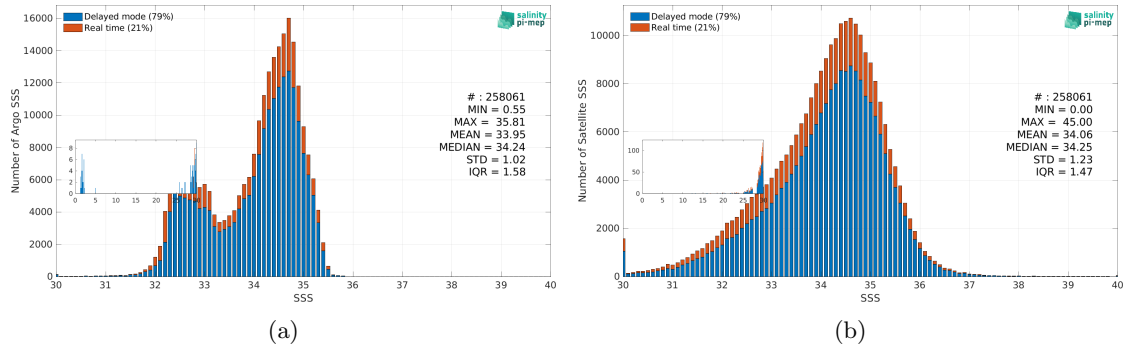 Delayed mode (79%)
Real time (21%)
salinity
pi-mep
16000
14000
12000
10000
8000
6000
4000
2000
0
Number of Argo SSS
# : 258061
MIN = 0.55
MAX = 35.81
MEAN = 33.95
MEDIAN = 34.24
STD = 1.02
IQR = 1.58
8
6
4
2
0
0 5 10 15 20 25 30
30 31 32 33 34 35 36 37 38 39 40
SSS
(a)
Delayed mode (79%)
Real time (21%)
salinity
pi-mep
10000
8000
6000
4000
2000
0
Number of Satellite SSS
# : 258061
MIN = 0.00
MAX = 45.00
MEAN = 34.06
MEDIAN = 34.25
STD = 1.23
IQR = 1.47
100
50
0
0 5 10 15 20 25 30
30 31 32 33 34 35 36 37 38 39 40
SSS
(b)